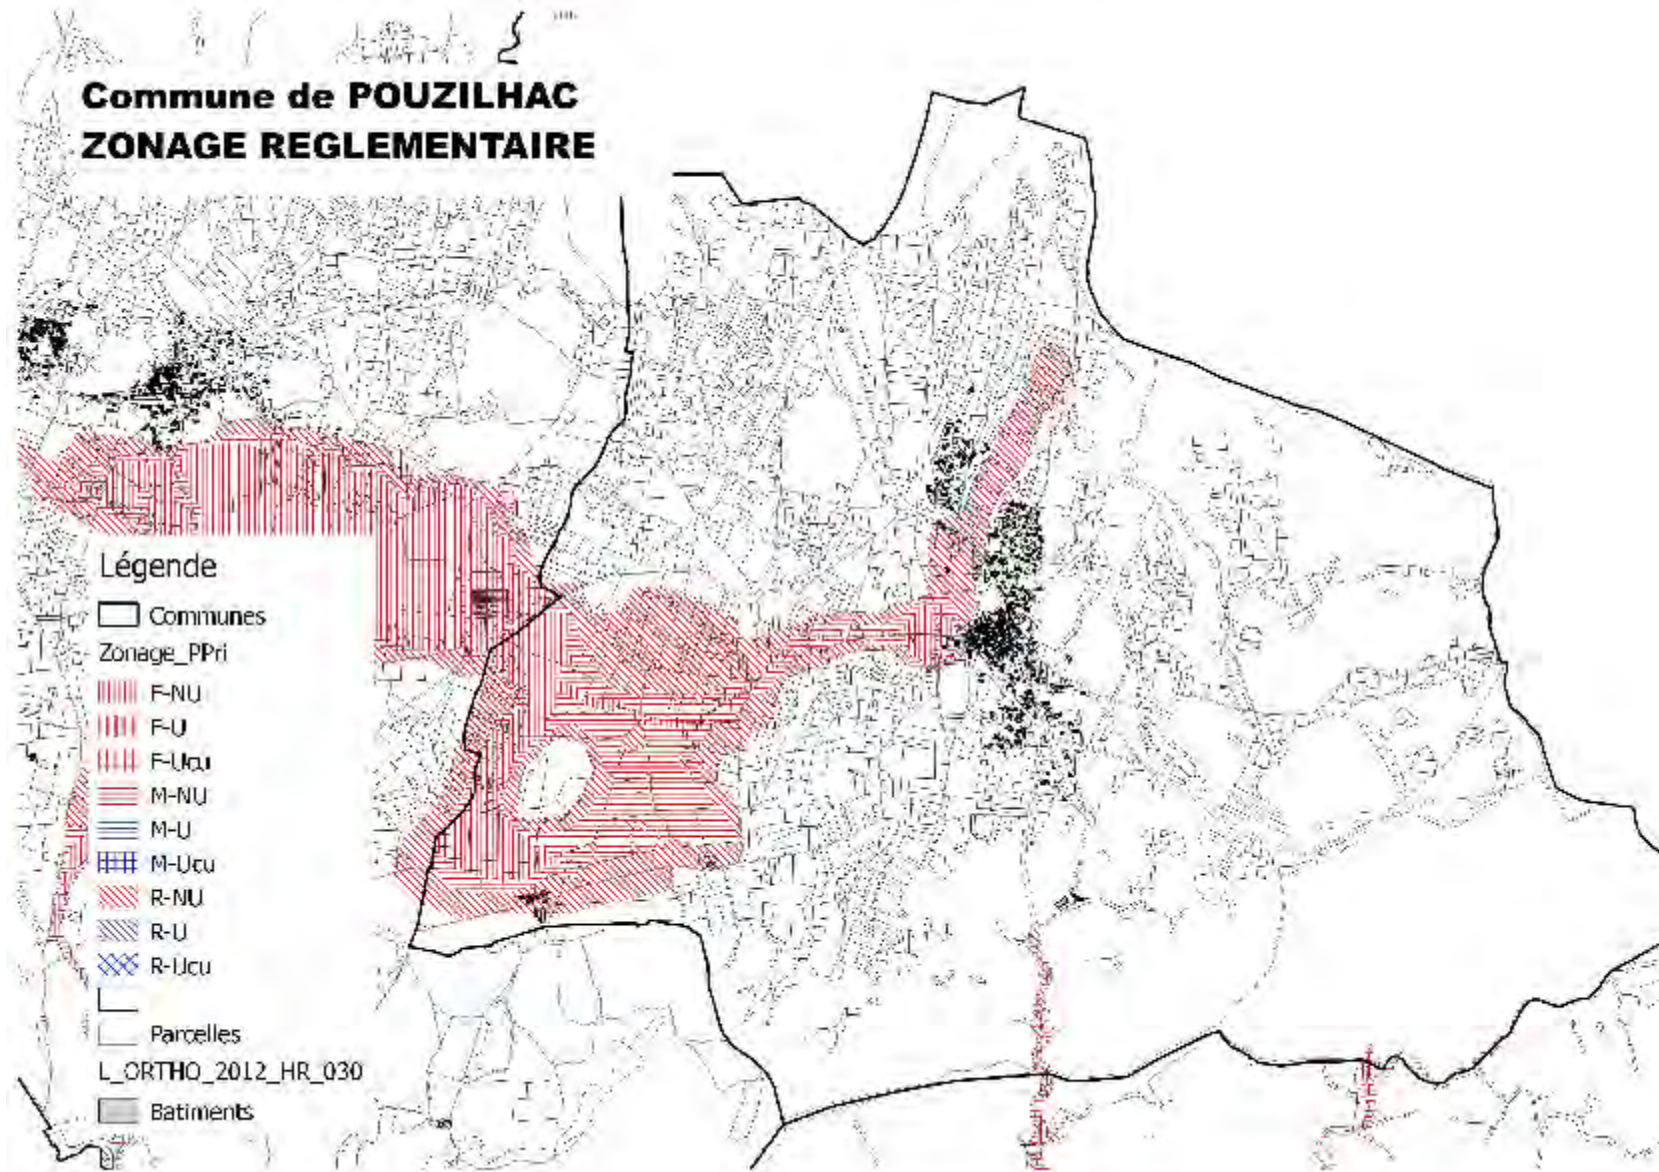 Commune de POUZILHAC
ZONAGE REGLEMENTAIRE
Légende
Communes
Zonage_PPri
F-NU
F-U
F-Ucu
M-NU
M-U
M-Ucu
R-NU
R-U
R-Ucu
Parcelles
L_ORTHO_2012_HR_030
Batiments